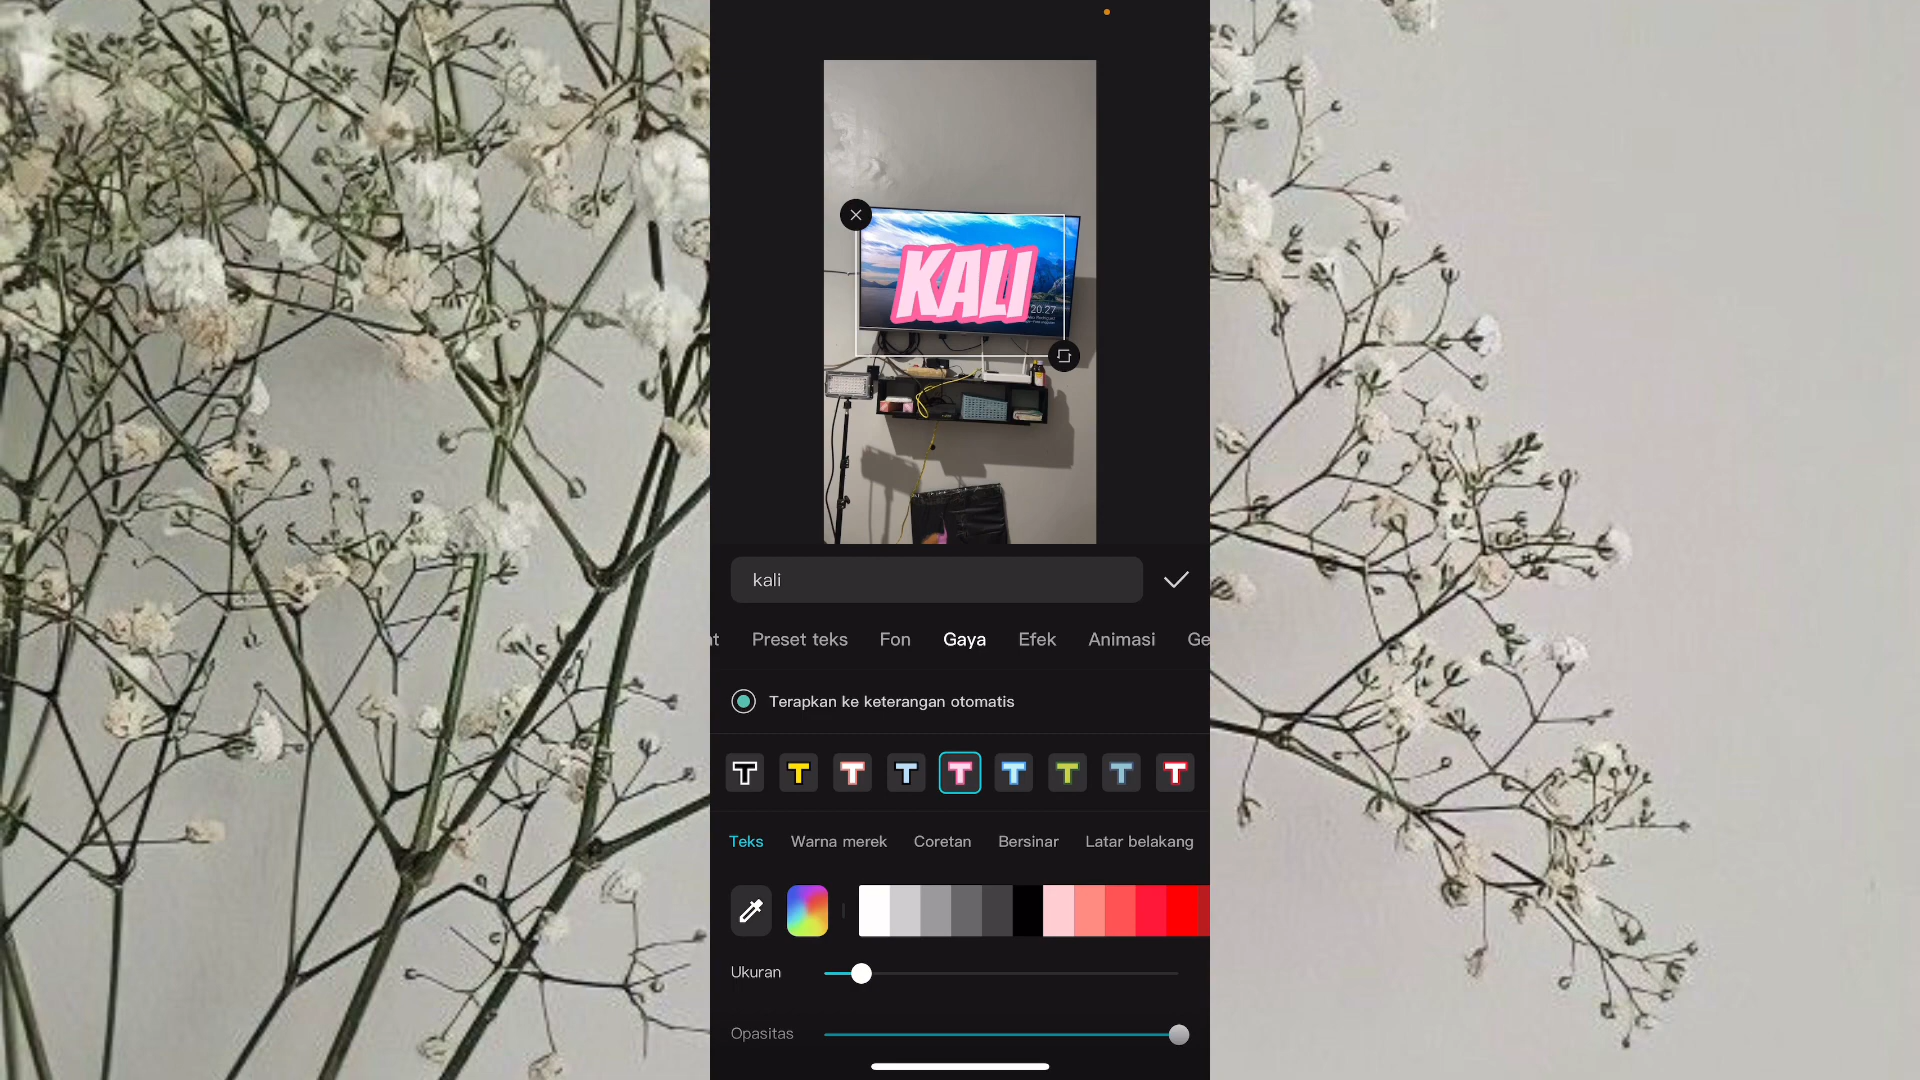 KALI
20.27
kali
nt Preset teks Fon Gaya Efek Animasi Ge
Terapkan ke keterangan otomatis
T T T T T T T T T
Teks Warna merek Coretan Bersinar Latar belakang
Ukuran
Opasitas